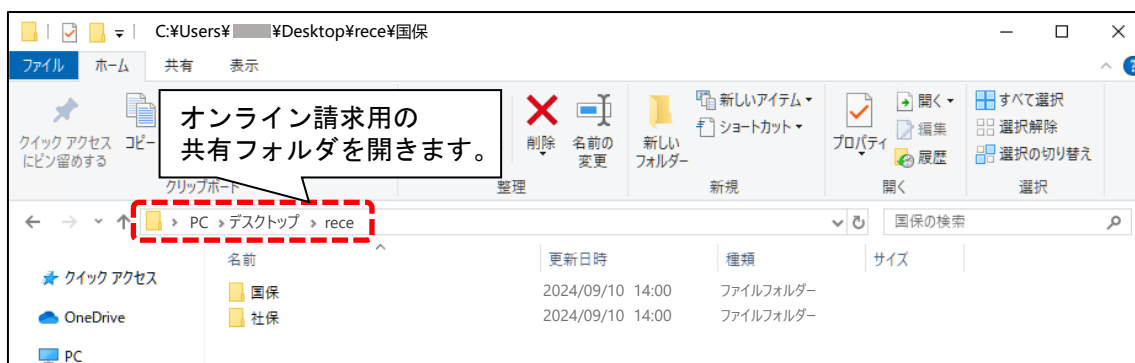 C:¥Users¥ ¥Desktop¥rece¥国保
ファイル ホーム 共有 表示
オンライン請求用の
共有フォルダを開きます。
クイック アクセス
にピン留めする
コピー
クリップボード
削除
名前の
変更
整理
新しい
フォルダー
新しいアイテム
ショートカット
新規
プロパティ
開く
編集
履歴
開く
すべて選択
選択解除
選択の切り替え
選択
PC デスクトップ rece
国保の検索
クイック アクセス
OneDrive
PC
名前 更新日時 種類 サイズ
国保 2024/09/10 14:00 ファイルフォルダー
社保 2024/09/10 14:00 ファイルフォルダー